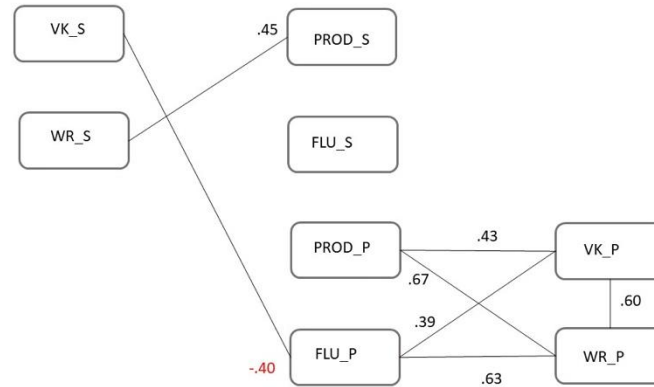 VK_S
.45
PROD_S
WR_S
FLU_S
PROD_P
.43
VK_P
.67
.39
.60
-.40
FLU_P
.63
WR_P